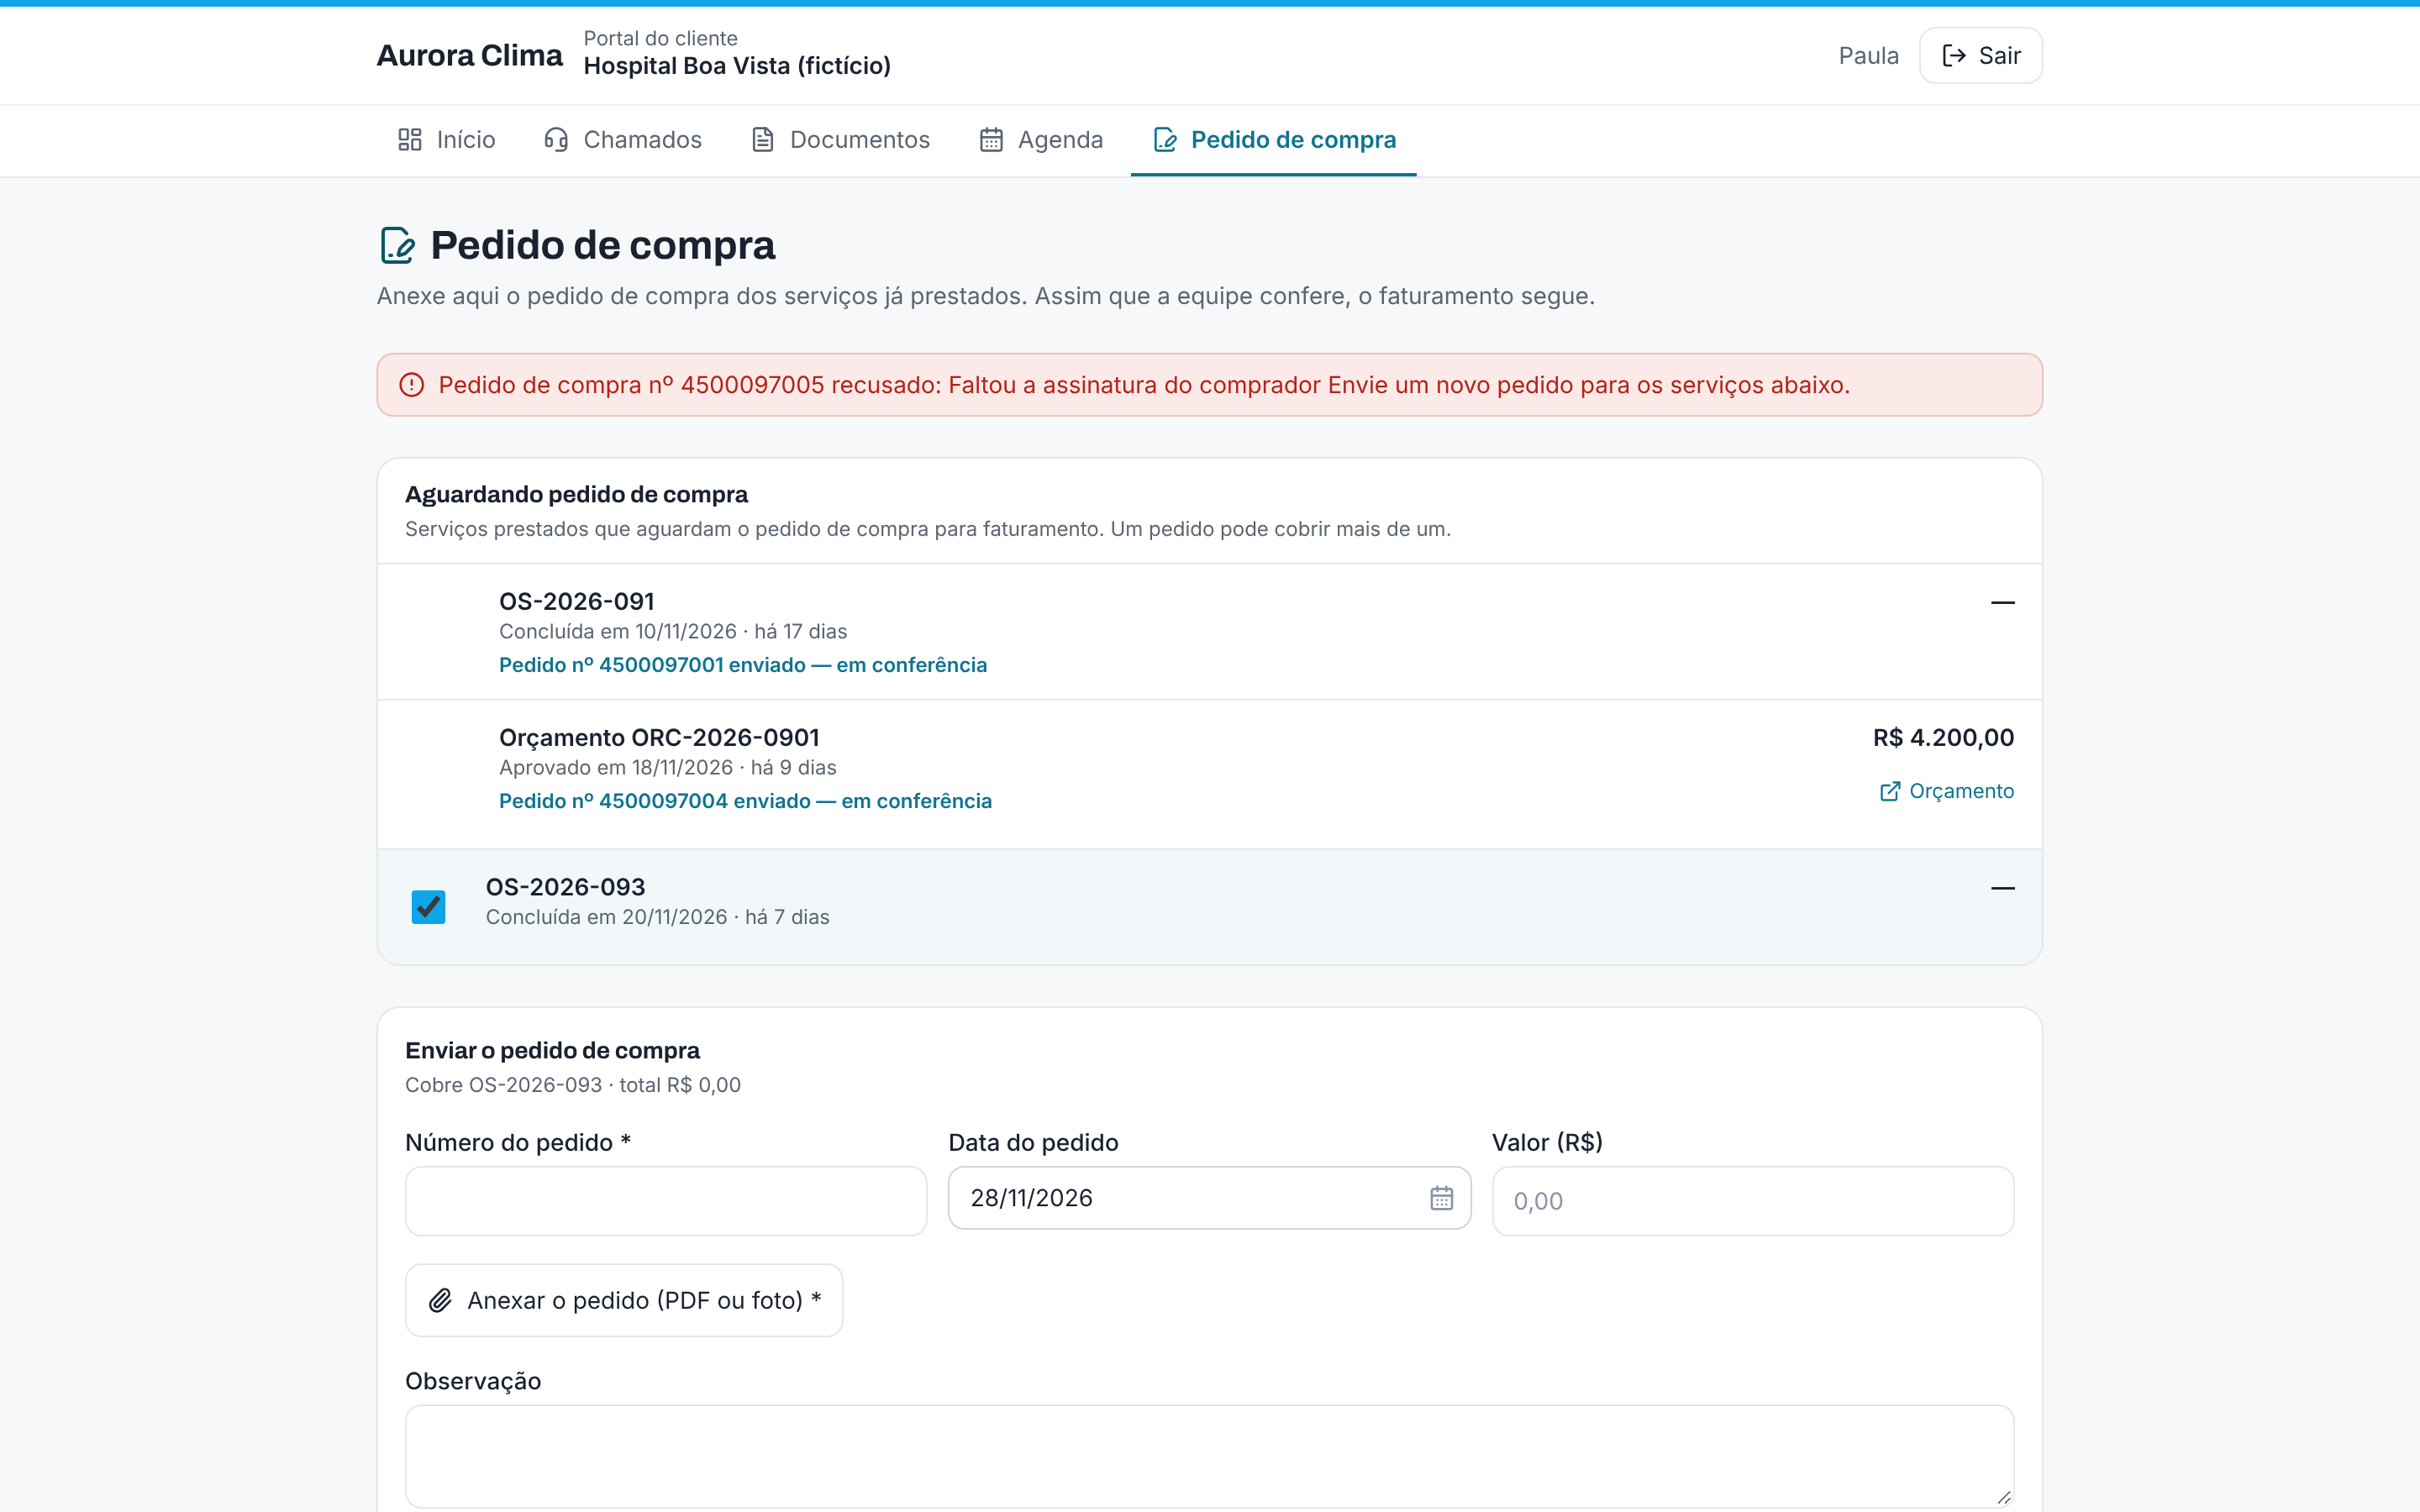 Aurora Clima
Portal do cliente
Hospital Boa Vista (fictício)
Paula
Sair
Início
Chamados
Documentos
Agenda
Pedido de compra
Pedido de compra
Anexe aqui o pedido de compra dos serviços já prestados. Assim que a equipe confere, o faturamento segue.
Pedido de compra nº 4500097005 recusado: Faltou a assinatura do comprador Envie um novo pedido para os serviços abaixo.
Aguardando pedido de compra
Serviços prestados que aguardam o pedido de compra para faturamento. Um pedido pode cobrir mais de um.
OS-2026-091
—
Concluída em 10/11/2026 · há 17 dias
Pedido nº 4500097001 enviado — em conferência
Orçamento ORC-2026-0901
R$ 4.200,00
Aprovado em 18/11/2026 · há 9 dias
Orçamento
Pedido nº 4500097004 enviado — em conferência
OS-2026-093
—
Concluída em 20/11/2026 · há 7 dias
Enviar o pedido de compra
Cobre OS-2026-093 · total R$ 0,00
Número do pedido *
Data do pedido
Valor (R$)
28/11/2026
0,00
Anexar o pedido (PDF ou foto) *
Observação